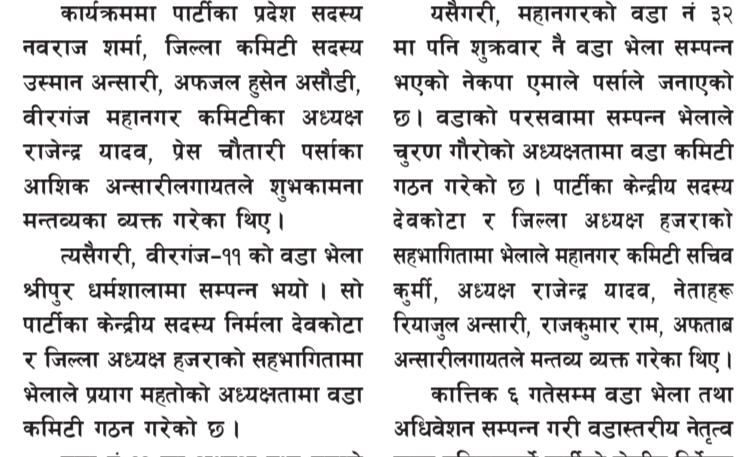 कार्यक्रममा पार्टीका प्रदेश सदस्य
नवराज शर्मा, जिल्ला कमिटी सदस्य
उस्मान अन्सारी, अफजल हुसेन असौडी,
वीरगंज महानगर कमिटीका अध्यक्ष
राजेन्द्र यादव, प्रेस चौतारी पर्साका
आशिक अन्सारीलगायतले शुभकामना
मन्तव्यका व्यक्त गरेका थिए ।
त्यसैगरी, वीरगंज-११ को वडा भेला
श्रीपुर धर्मशालामा सम्पन्न भयो । सो
पार्टीका केन्द्रीय सदस्य निर्मला देवकोटा
र जिल्ला अध्यक्ष हजराको सहभागितामा
भेलाले प्रयाग महतोको अध्यक्षतामा वडा
कमिटी गठन गरेको छ ।
यसैगरी, महानगरको वडा नं ३२
मा पनि शुक्रवार नै वडा भेला सम्पन्न
भएको नेकपा एमाले पर्साले जनाएको
छ । वडाको परसवामा सम्पन्न भेलाले
चुरण गौरोको अध्यक्षतामा वडा कमिटी
गठन गरेको छ । पार्टीका केन्द्रीय सदस्य
देवकोटा र जिल्ला अध्यक्ष हजराको
सहभागितामा भेलाले महानगर कमिटी सचिव
कुर्मी, अध्यक्ष राजेन्द्र यादव, नेताहरू
रियाजुल अन्सारी, राजकुमार राम, अफताब
अन्सारीलगायतले मन्तव्य व्यक्त गरेका थिए ।
कात्तिक ६ गतेसम्म वडा भेला तथा
अधिवेशन सम्पन्न गरी वडास्तरीय नेतृत्व